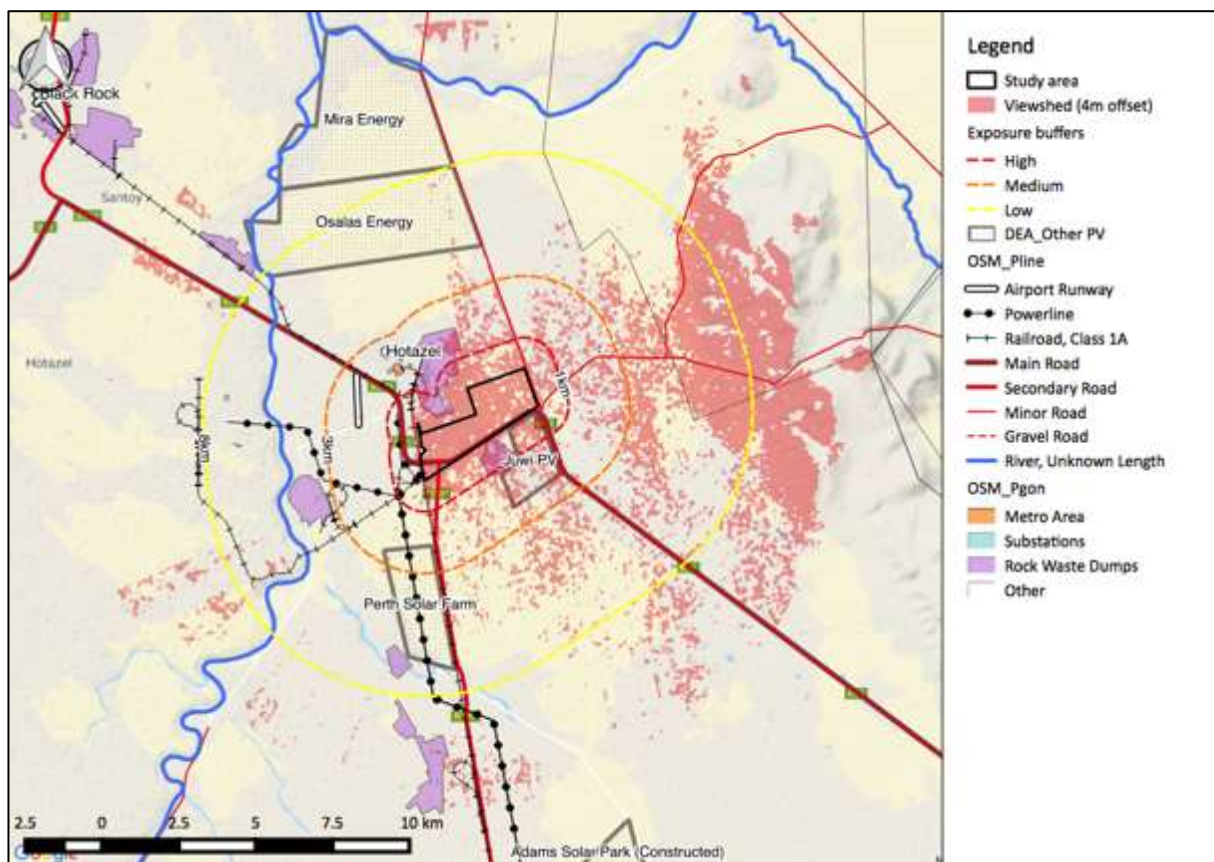 Black Rock
Santoy
Hotazel
Mira Energy
Osalas Energy
(Hotazel
1km
3km
8km
Juwi PV
Perth Solar Farm
Adams Solar Park (Constructed)
2.5 0 2.5 5 7.5 10 km
Google
Legend
Study area
Viewshed (4m offset)
Exposure buffers
High
Medium
Low
DEA_Other PV
OSM_Pline
Airport Runway
Powerline
Railroad, Class 1A
Main Road
Secondary Road
Minor Road
Gravel Road
River, Unknown Length
OSM_Pgon
Metro Area
Substations
Rock Waste Dumps
Other